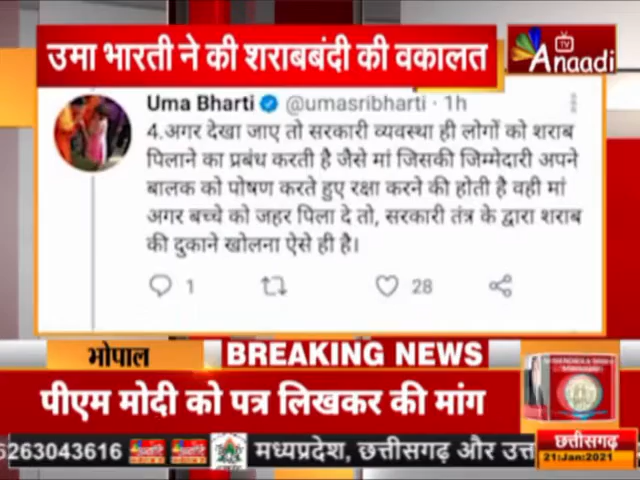 उमा भारती ने की शराबबंदी की वकालत
TV
Anaadi
Uma Bharti @umasribharti · 1h
4.अगर देखा जाए तो सरकारी व्यवस्था ही लोगों को शराब
पिलाने का प्रबंध करती है जैसे मां जिसकी जिम्मेदारी अपने
बालक को पोषण करते हुए रक्षा करने की होती है वही मां
अगर बच्चे को जहर पिला दे तो, सरकारी तंत्र के द्वारा शराब
की दुकाने खोलना ऐसे ही है।
1
28
भोपाल
BREAKING NEWS
पीएम मोदी को पत्र लिखकर की मांग
5263043616
मध्यप्रदेश, छत्तीसगढ़ और उत्त
छत्तीसगढ़
21:Jan:2021